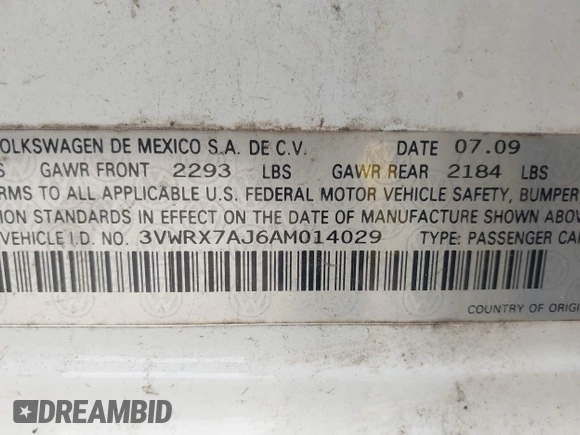 OLKSWAGEN DE MEXICO S.A. DE C.V. DATE 07.09
S GAWR FRONT 2293 LBS GAWR REAR 2184 LBS
RMS TO ALL APPLICABLE U.S. FEDERAL MOTOR VEHICLE SAFETY, BUMPER
ION STANDARDS IN EFFECT ON THE DATE OF MANUFACTURE SHOWN ABOVE
VEHICLE I.D. NO. 3VWRX7AJ6AM014029 TYPE: PASSENGER CAR
COUNTRY OF ORIGI
DREAMBID